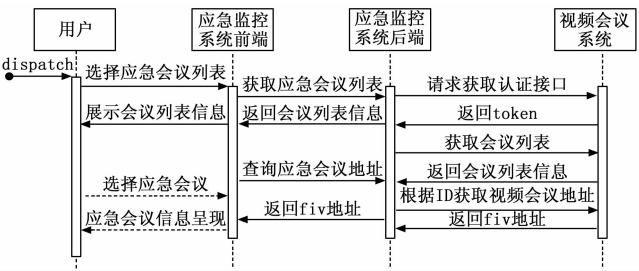 用户
应急监控
系统前端
应急监控
系统后端
视频会议
系统
dispatch
选择应急会议列表
获取应急会议列表
请求获取认证接口
展示会议列表信息
返回会议列表信息
返回token
获取会议列表
查询应急会议地址
返回会议列表信息
选择应急会议
根据ID获取视频会议地址
应急会议信息呈现
返回fiv地址
返回fiv地址